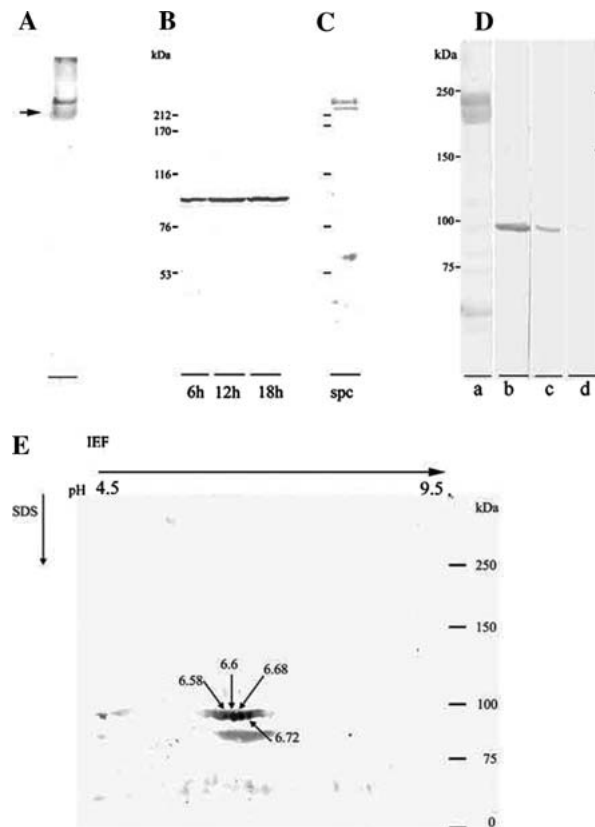 A
B
C
D
kDa
212
170
116
76
53
6h 12h 18h
spc
kDa
250
150
100
75
a b c d
E
IEF
pH 4.5 9.5
SDS
kDa
250
150
100
75
0
6.58
6.6
6.68
6.72